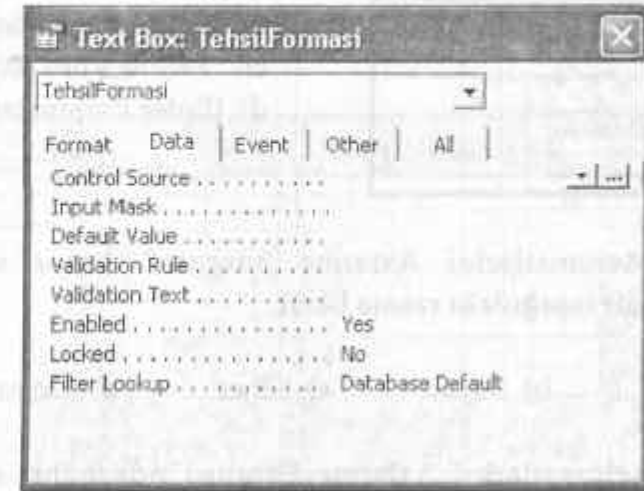 Text Box: TehsilFormasi
TehsilFormasi
Format Data Event Other All
Control Source . . . . . . . . . .
Input Mask . . . . . . . . . . . . .
Default Value . . . . . . . . . . .
Validation Rule . . . . . . . . . .
Validation Text . . . . . . . . . .
Enabled . . . . . . . . . . . . . . . Yes
Locked . . . . . . . . . . . . . . . . No
Filter Lookup . . . . . . . . . . . Database Default